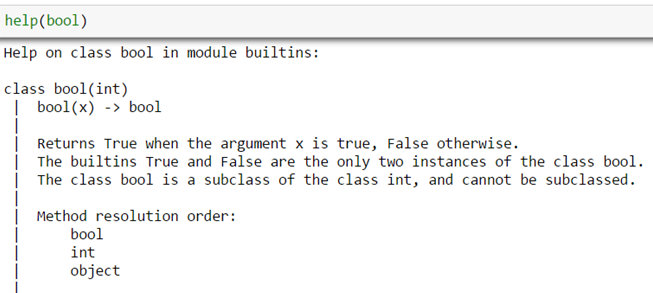 help(bool)
Help on class bool in module builtins:
class bool(int)
 |  bool(x) -> bool
 |
 |  Returns True when the argument x is true, False otherwise.
 |  The builtins True and False are the only two instances of the class bool.
 |  The class bool is a subclass of the class int, and cannot be subclassed.
 |
 |  Method resolution order:
 |      bool
 |      int
 |      object
 |